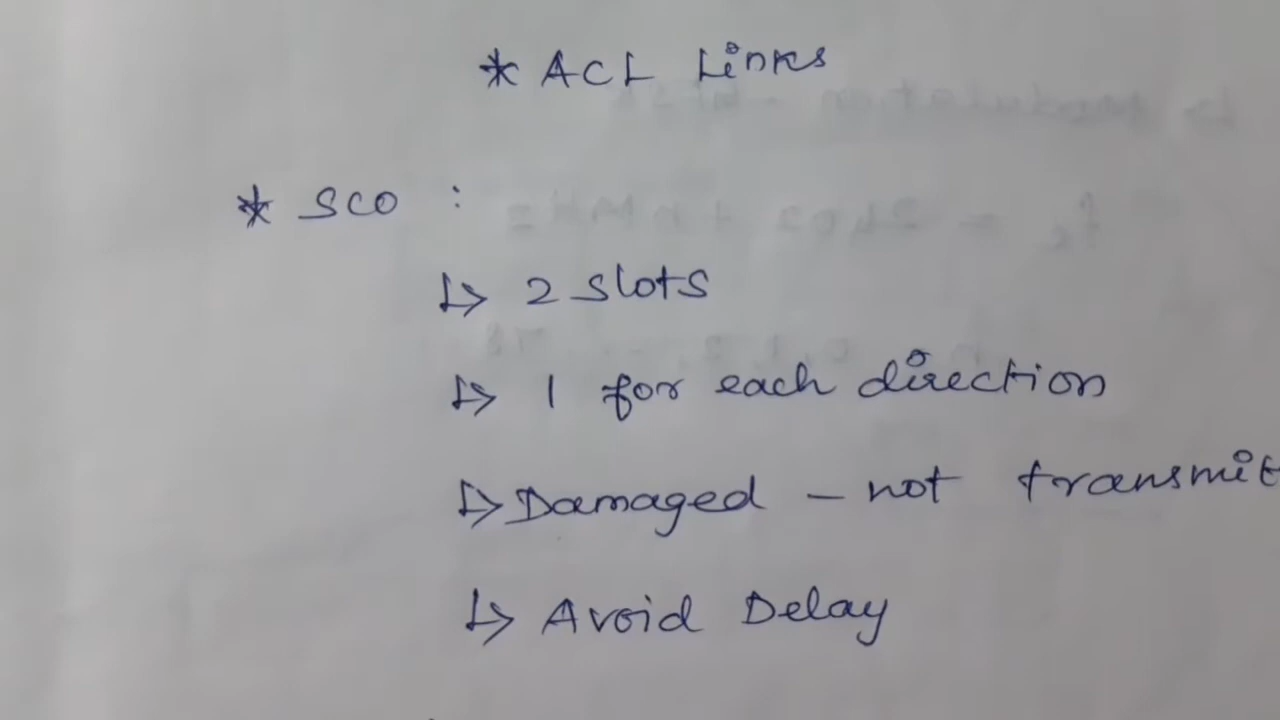 * ACL Links
* SCO :
↳ 2 slots
↳ 1 for each direction
↳ Damaged - not transmit
↳ Avoid Delay